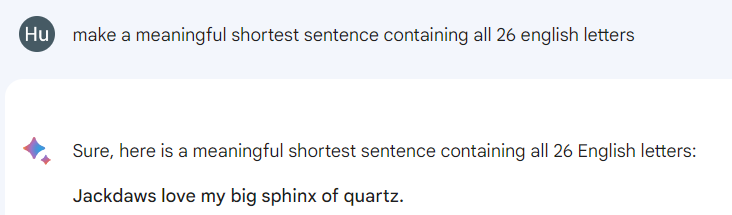 Hu
make a meaningful shortest sentence containing all 26 english letters
Sure, here is a meaningful shortest sentence containing all 26 English letters:
Jackdaws love my big sphinx of quartz.